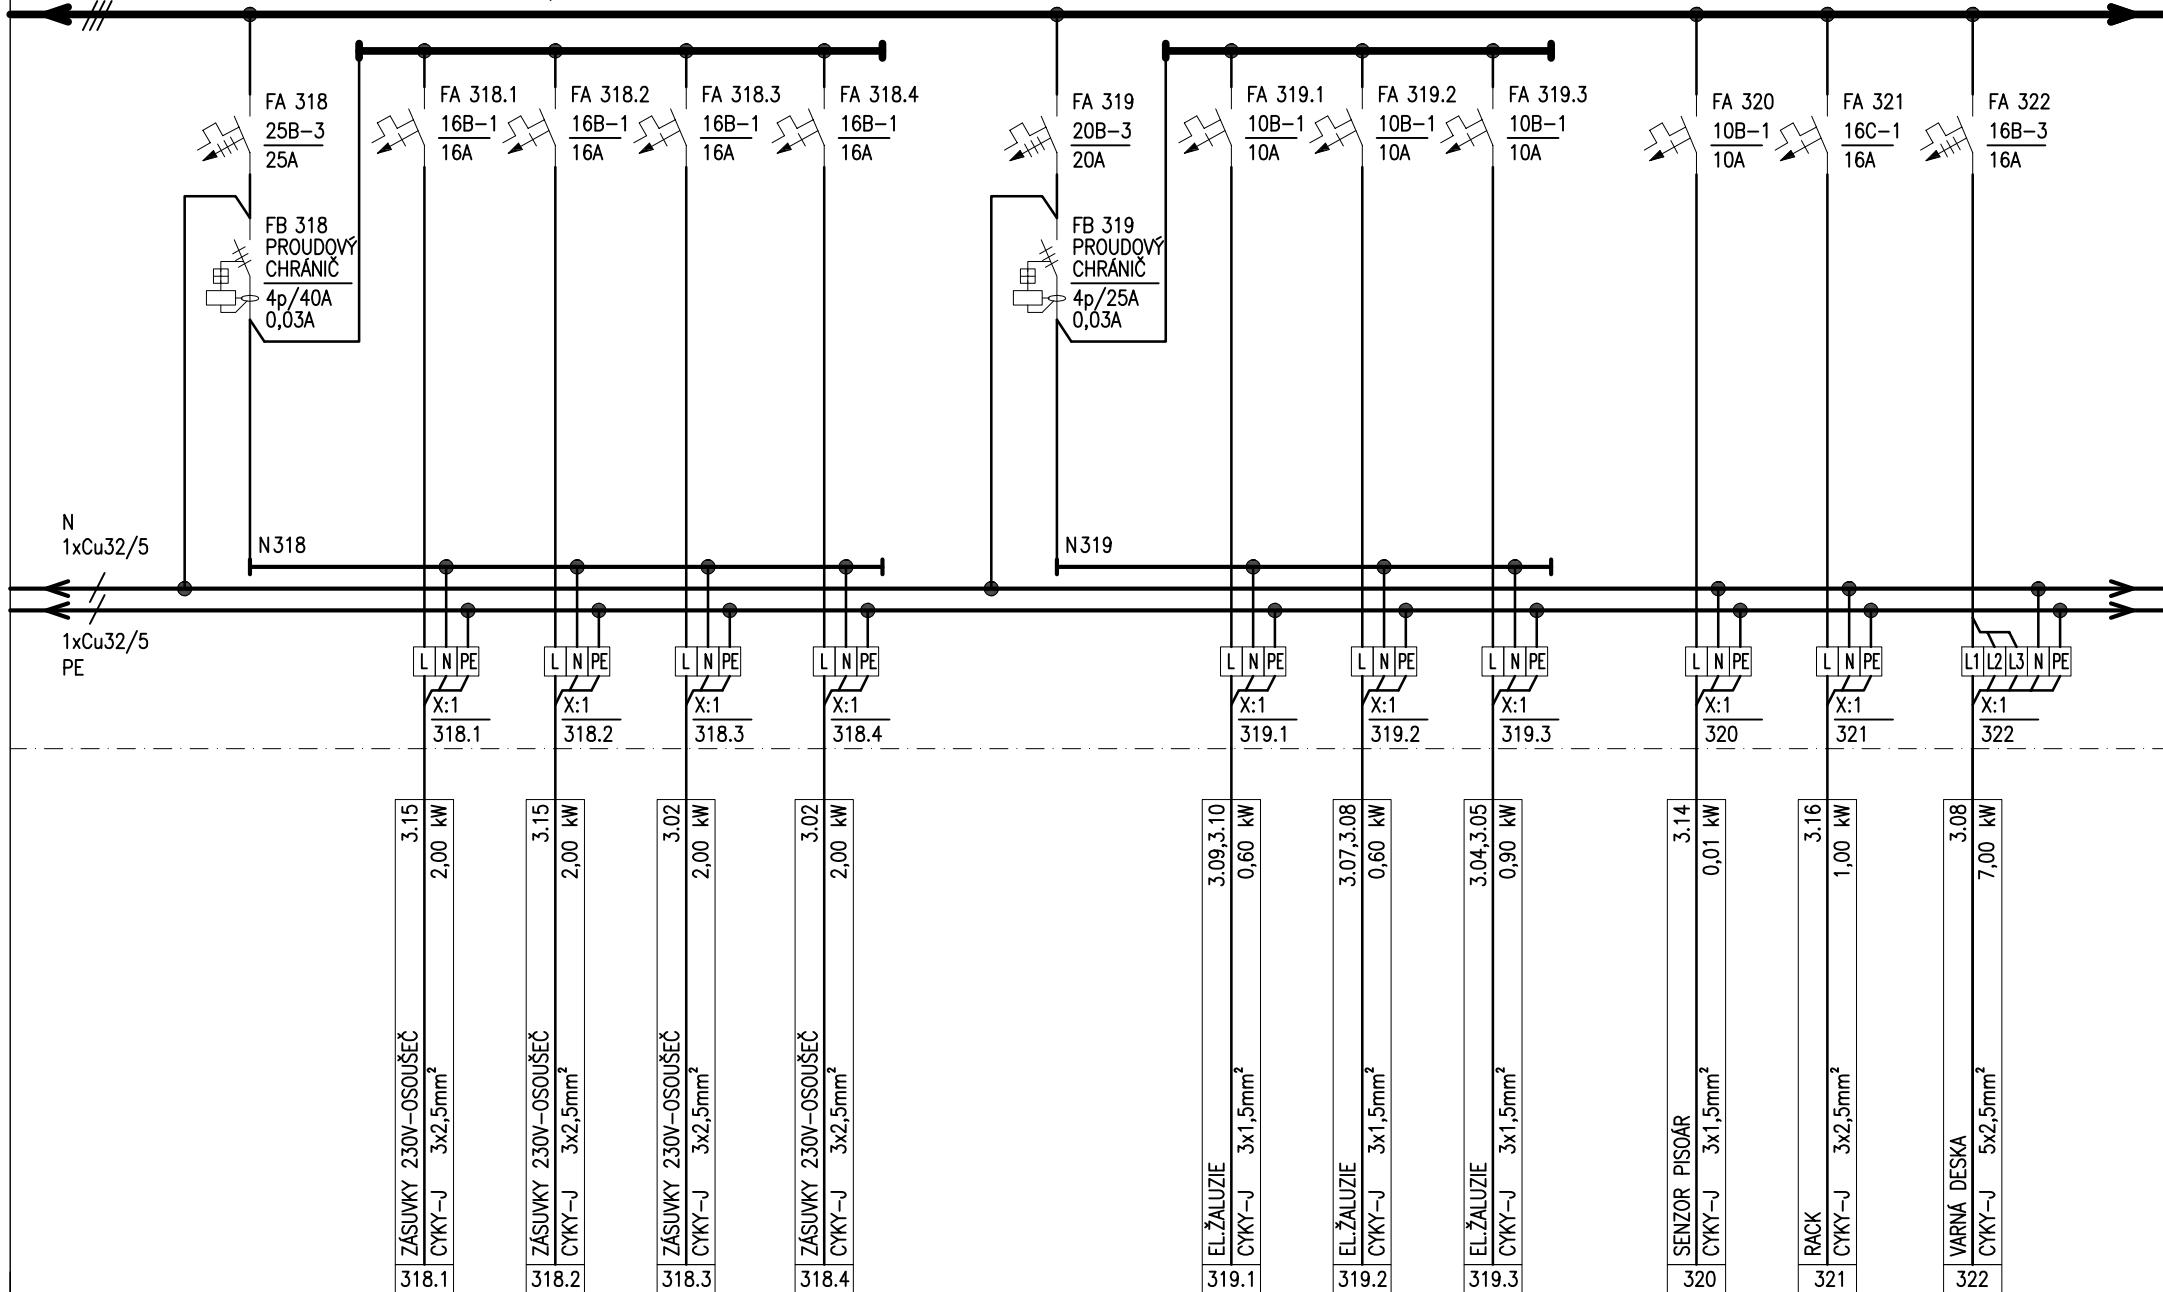 FA 318
25B-3
25A
FB 318
PROUDOVÝ
CHRÁNIČ
4p/40A
0,03A
FA 318.1
16B-1
16A
FA 318.2
16B-1
16A
FA 318.3
16B-1
16A
FA 318.4
16B-1
16A
FA 319
20B-3
20A
FB 319
PROUDOVÝ
CHRÁNIČ
4p/25A
0,03A
FA 319.1
10B-1
10A
FA 319.2
10B-1
10A
FA 319.3
10B-1
10A
FA 320
10B-1
10A
FA 321
16C-1
16A
FA 322
16B-3
16A
N
1xCu32/5
N318
N319
1xCu32/5
PE
L N PE
X:1
318.1
L N PE
X:1
318.2
L N PE
X:1
318.3
L N PE
X:1
318.4
L N PE
X:1
319.1
L N PE
X:1
319.2
L N PE
X:1
319.3
L N PE
X:1
320
L N PE
X:1
321
L1 L2 L3 N PE
X:1
322
ZÁSUVKY 230V-OSOUŠEČ 3.15
CYKY-J 3x2,5mm² 2,00 kW
318.1
ZÁSUVKY 230V-OSOUŠEČ 3.15
CYKY-J 3x2,5mm² 2,00 kW
318.2
ZÁSUVKY 230V-OSOUŠEČ 3.02
CYKY-J 3x2,5mm² 2,00 kW
318.3
ZÁSUVKY 230V-OSOUŠEČ 3.02
CYKY-J 3x2,5mm² 2,00 kW
318.4
EL.ŽALUZIE 3.09,3.10
CYKY-J 3x1,5mm² 0,60 kW
319.1
EL.ŽALUZIE 3.07,3.08
CYKY-J 3x1,5mm² 0,60 kW
319.2
EL.ŽALUZIE 3.04,3.05
CYKY-J 3x1,5mm² 0,90 kW
319.3
SENZOR PISOÁR 3.14
CYKY-J 3x1,5mm² 0,01 kW
320
RACK 3.16
CYKY-J 3x2,5mm² 1,00 kW
321
VARNÁ DESKA 3.08
CYKY-J 5x2,5mm² 7,00 kW
322